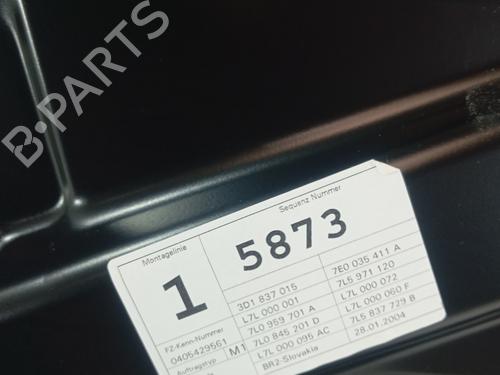 B-PARTS
Montagelinie
Sequenz Nummer
1
5873
FZ-Kenn-Nummer
0405429561
M1
Auftragstyp
3D1 837 015
7E0 035 411 A
L7L 000 001
7L5 971 120
7L0 959 701 A
L7L 000 072
7L0 845 201 D
L7L 000 060 F
L7L 000 095 AC
7L5 837 729 B
BR2-Slovakia
28.01.2004